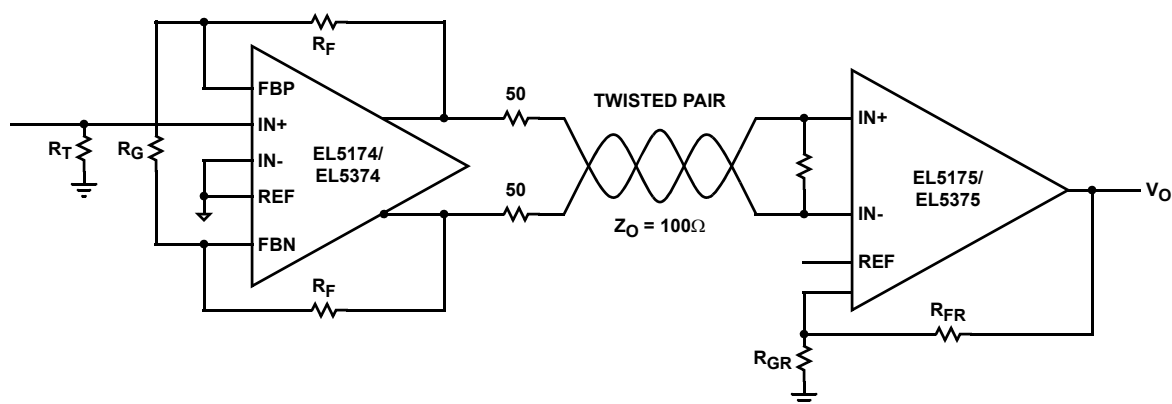 R_F
FBP
IN+
R_T
R_G
IN-
EL5174/
EL5374
REF
FBN
R_F
50
50
TWISTED PAIR
Z_O = 100Ω
IN+
EL5175/
EL5375
IN-
REF
V_O
R_FR
R_GR